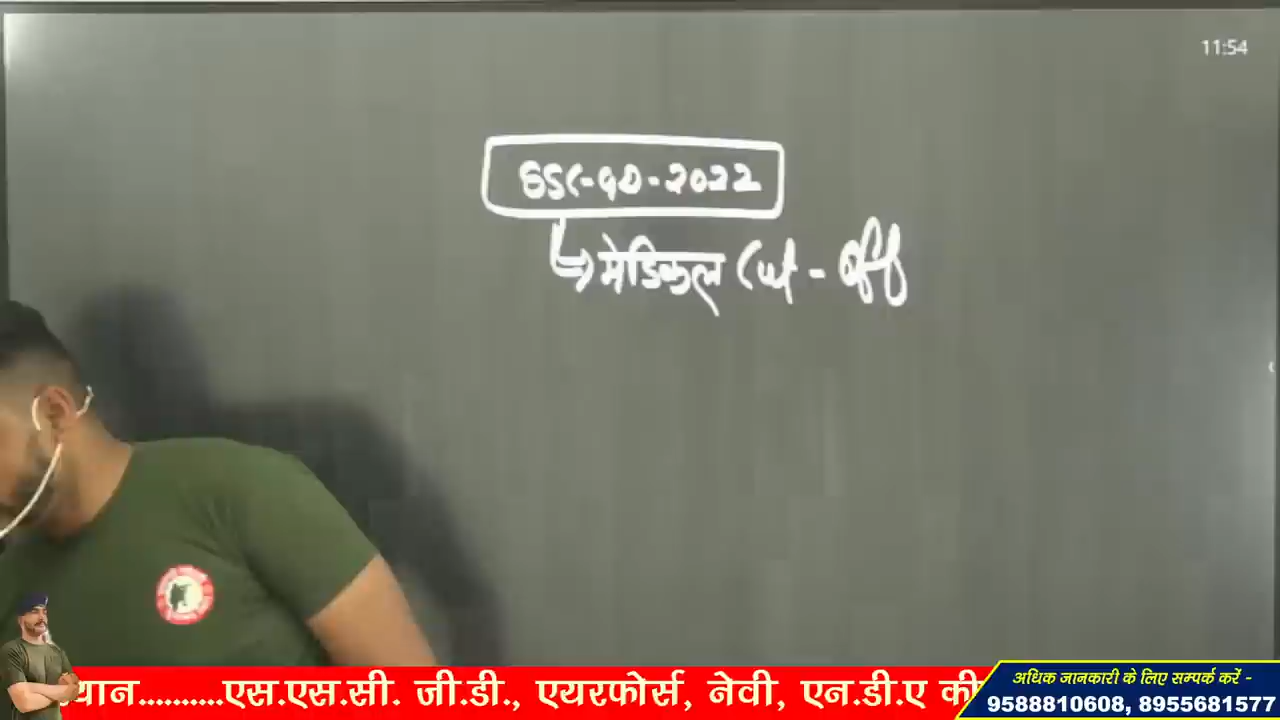 11:54
SSC-GD-2022
मेडिकल Cut-off
यान..........एस.एस.सी. जी.डी., एयरफोर्स, नेवी, एन.डी.ए की
अधिक जानकारी के लिए सम्पर्क करें -
9588810608, 8955681577